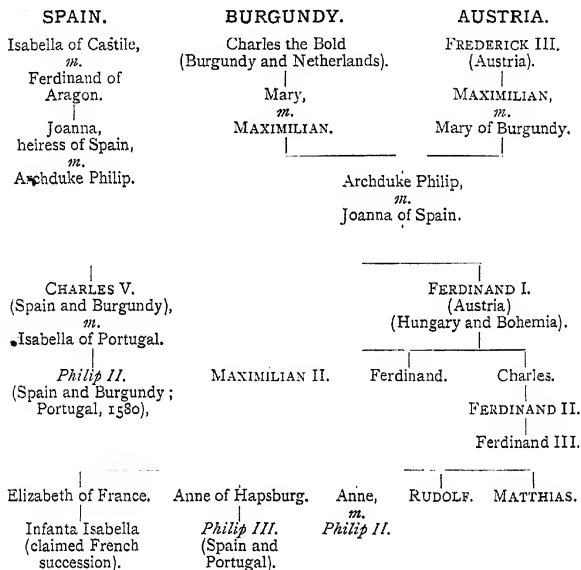 SPAIN. BURGUNDY. AUSTRIA.
Isabella of Castile,
m.
Ferdinand of
Aragon.
Joanna,
heiress of Spain,
m.
Archduke Philip.
Charles the Bold
(Burgundy and Netherlands).
Mary,
m.
MAXIMILIAN.
FREDERICK III.
(Austria).
MAXIMILIAN,
m.
Mary of Burgundy.
Archduke Philip,
m.
Joanna of Spain.
CHARLES V.
(Spain and Burgundy),
m.
Isabella of Portugal.
FERDINAND I.
(Austria)
(Hungary and Bohemia).
Philip II.
(Spain and Burgundy ;
Portugal, 1580),
MAXIMILIAN II.
Ferdinand.
Charles.
FERDINAND II.
Ferdinand III.
Elizabeth of France.
Infanta Isabella
(claimed French
succession).
Anne of Hapsburg.
Philip III.
(Spain and
Portugal).
Anne,
m.
Philip II.
RUDOLF.
MATTHIAS.